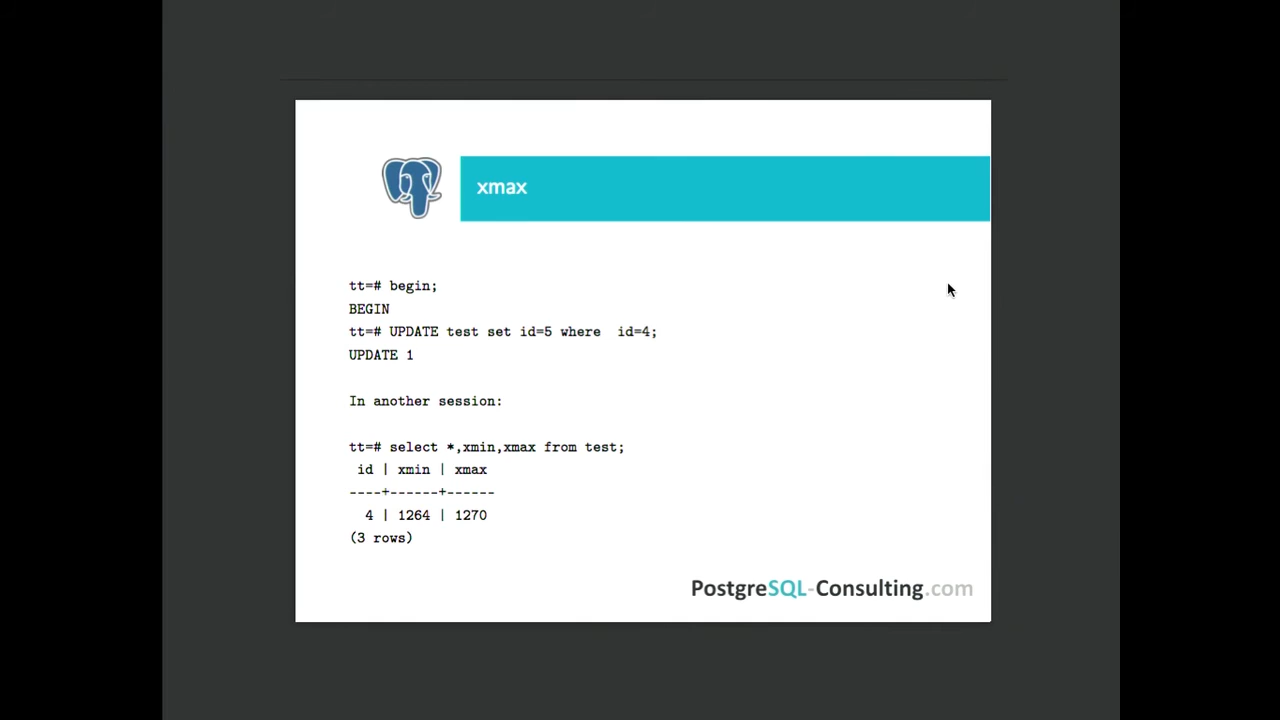 xmax
tt=# begin;
BEGIN
tt=# UPDATE test set id=5 where  id=4;
UPDATE 1
In another session:
tt=# select *,xmin,xmax from test;
 id | xmin | xmax
----+------+------
  4 | 1264 | 1270
(3 rows)
PostgreSQL-Consulting.com